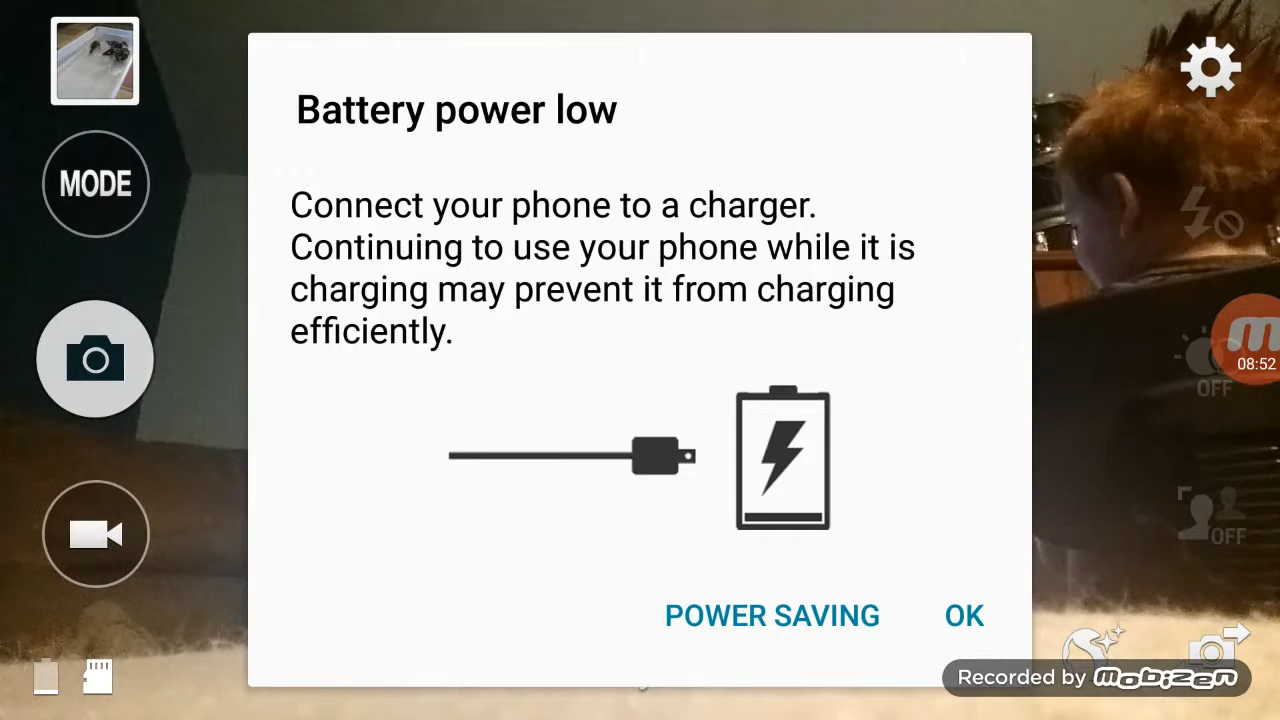 Battery power low
MODE
Connect your phone to a charger.
Continuing to use your phone while it is
charging may prevent it from charging
efficiently.
08:52
OFF
OFF
POWER SAVING
OK
Recorded by Mobizen